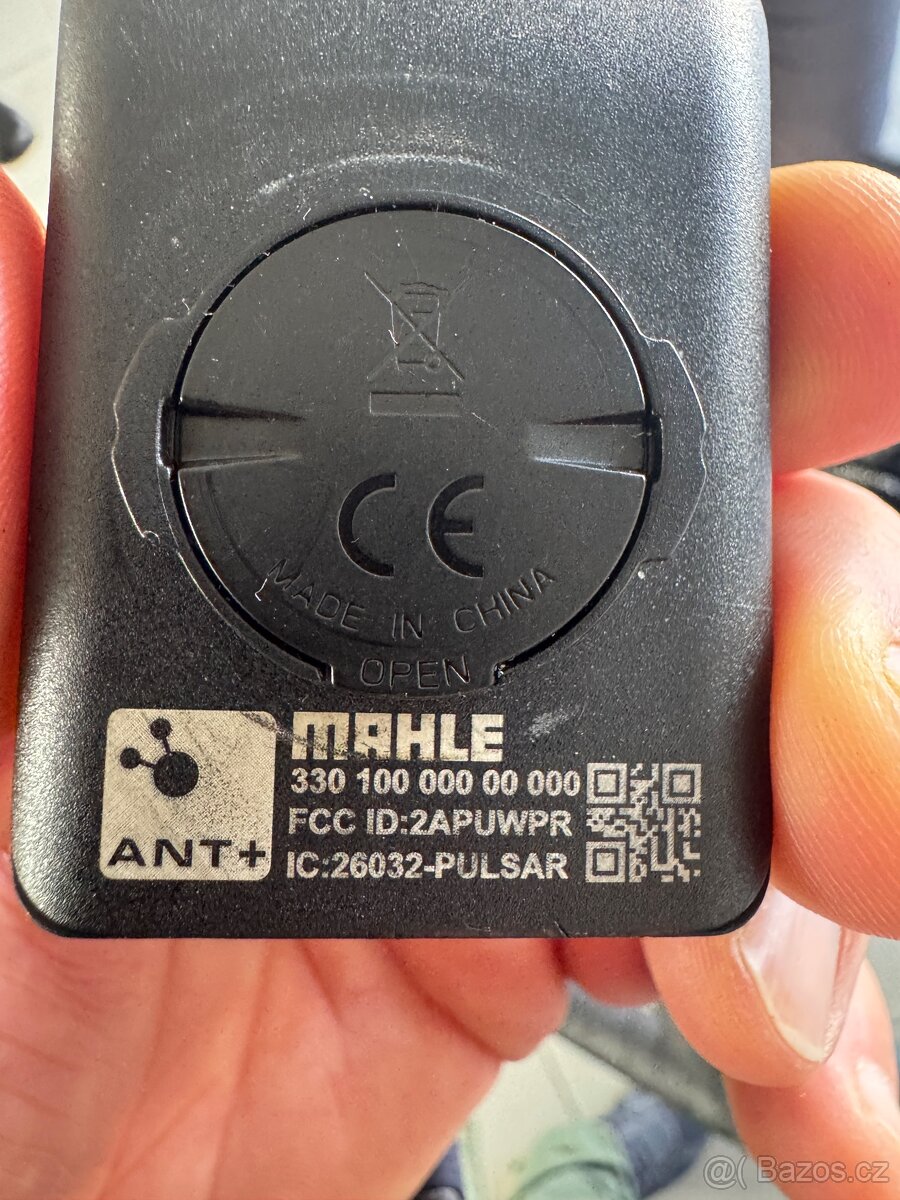 CE
MADE IN CHINA
OPEN
MAHLE
330 100 000 00 000
FCC ID:2APUWPR
IC:26032-PULSAR
ANT+
@( Bazos.cz